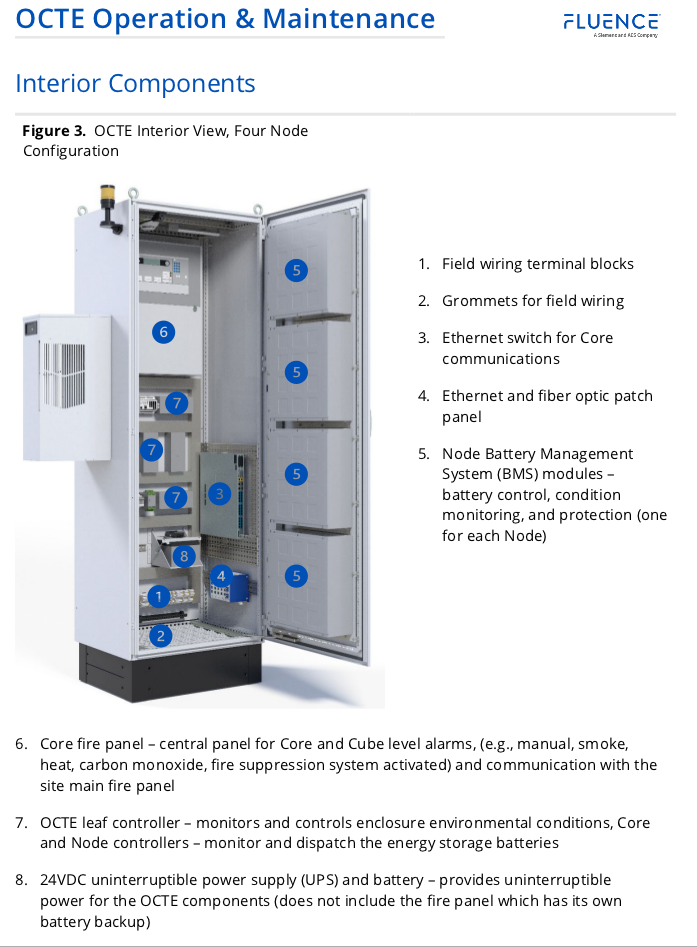 OCTE Operation & Maintenance
FLUENCE
A Siemens and AES Company
Interior Components
Figure 3. OCTE Interior View, Four Node
Configuration
5
6
5
7
7
5
3
7
8
4
5
1
2
1. Field wiring terminal blocks
2. Grommets for field wiring
3. Ethernet switch for Core
communications
4. Ethernet and fiber optic patch
panel
5. Node Battery Management
System (BMS) modules –
battery control, condition
monitoring, and protection (one
for each Node)
6. Core fire panel – central panel for Core and Cube level alarms, (e.g., manual, smoke,
heat, carbon monoxide, fire suppression system activated) and communication with the
site main fire panel
7. OCTE leaf controller – monitors and controls enclosure environmental conditions, Core
and Node controllers – monitor and dispatch the energy storage batteries
8. 24VDC uninterruptible power supply (UPS) and battery – provides uninterruptible
power for the OCTE components (does not include the fire panel which has its own
battery backup)